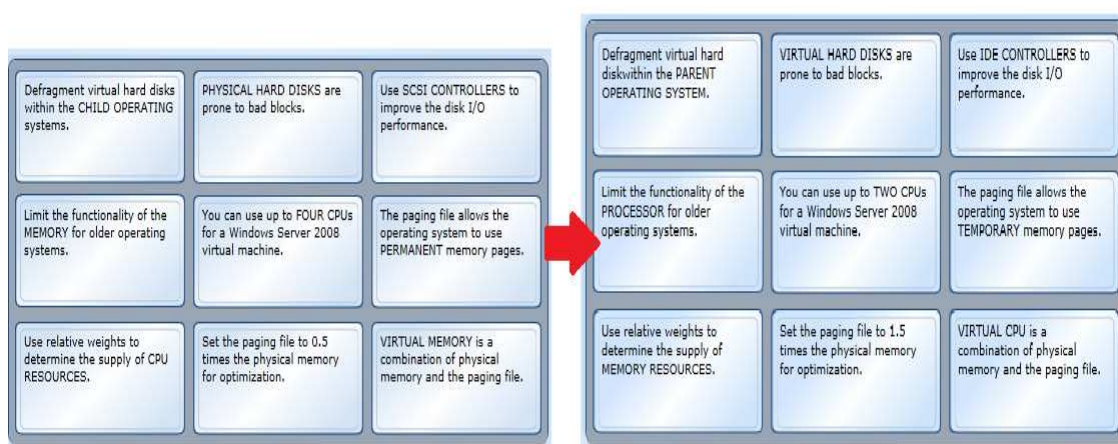 Defragment virtual hard disks
within the CHILD OPERATING
systems.
PHYSICAL HARD DISKS are
prone to bad blocks.
Use SCSI CONTROLLERS to
improve the disk I/O
performance.
Limit the functionality of the
MEMORY for older operating
systems.
You can use up to FOUR CPUs
for a Windows Server 2008
virtual machine.
The paging file allows the
operating system to use
PERMANENT memory pages.
Use relative weights to
determine the supply of CPU
RESOURCES.
Set the paging file to 0.5
times the physical memory
for optimization.
VIRTUAL MEMORY is a
combination of physical
memory and the paging file.
Defragment virtual hard
diskwithin the PARENT
OPERATING SYSTEM.
VIRTUAL HARD DISKS are
prone to bad blocks.
Use IDE CONTROLLERS to
improve the disk I/O
performance.
Limit the functionality of the
PROCESSOR for older
operating systems.
You can use up to TWO CPUs
for a Windows Server 2008
virtual machine.
The paging file allows the
operating system to use
TEMPORARY memory pages.
Use relative weights to
determine the supply of
MEMORY RESOURCES.
Set the paging file to 1.5
times the physical memory
for optimization.
VIRTUAL CPU is a
combination of physical
memory and the paging file.